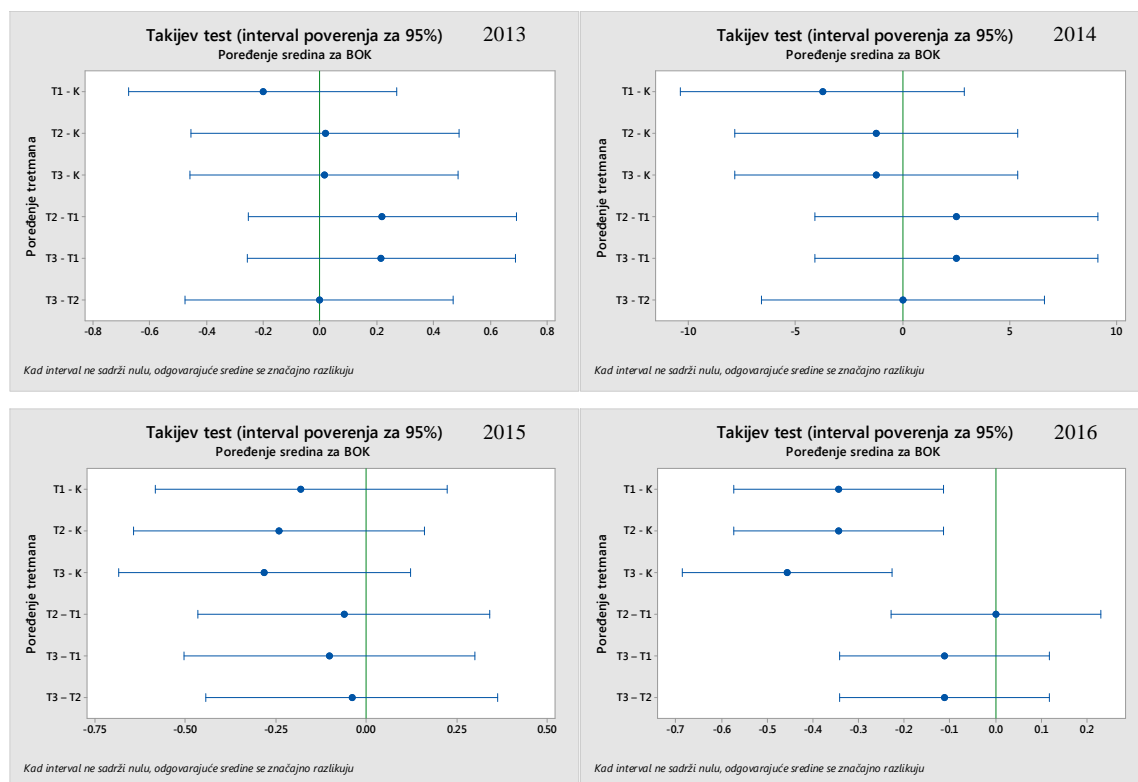 Takijev test (interval poverenja za 95%) 2013
Poređenje sredina za BOK
Poređenje tretmana
T1 - K
T2 - K
T3 - K
T2 - T1
T3 - T1
T3 - T2
-0.8 -0.6 -0.4 -0.2 0.0 0.2 0.4 0.6 0.8
Kad interval ne sadrži nulu, odgovarajuće sredine se značajno razlikuju
Takijev test (interval poverenja za 95%) 2014
Poređenje sredina za BOK
Poređenje tretmana
T1 - K
T2 - K
T3 - K
T2 - T1
T3 - T1
T3 - T2
-10 -5 0 5 10
Kad interval ne sadrži nulu, odgovarajuće sredine se značajno razlikuju
Takijev test (interval poverenja za 95%) 2015
Poređenje sredina za BOK
Poređenje tretmana
T1 - K
T2 - K
T3 - K
T2 – T1
T3 – T1
T3 – T2
-0.75 -0.50 -0.25 0.00 0.25 0.50
Kad interval ne sadrži nulu, odgovarajuće sredine se značajno razlikuju
Takijev test (interval poverenja za 95%) 2016
Poređenje sredina za BOK
Poređenje tretmana
T1 - K
T2 - K
T3 - K
T2 – T1
T3 – T1
T3 – T2
-0.7 -0.6 -0.5 -0.4 -0.3 -0.2 -0.1 0.0 0.1 0.2
Kad interval ne sadrži nulu, odgovarajuće sredine se značajno razlikuju